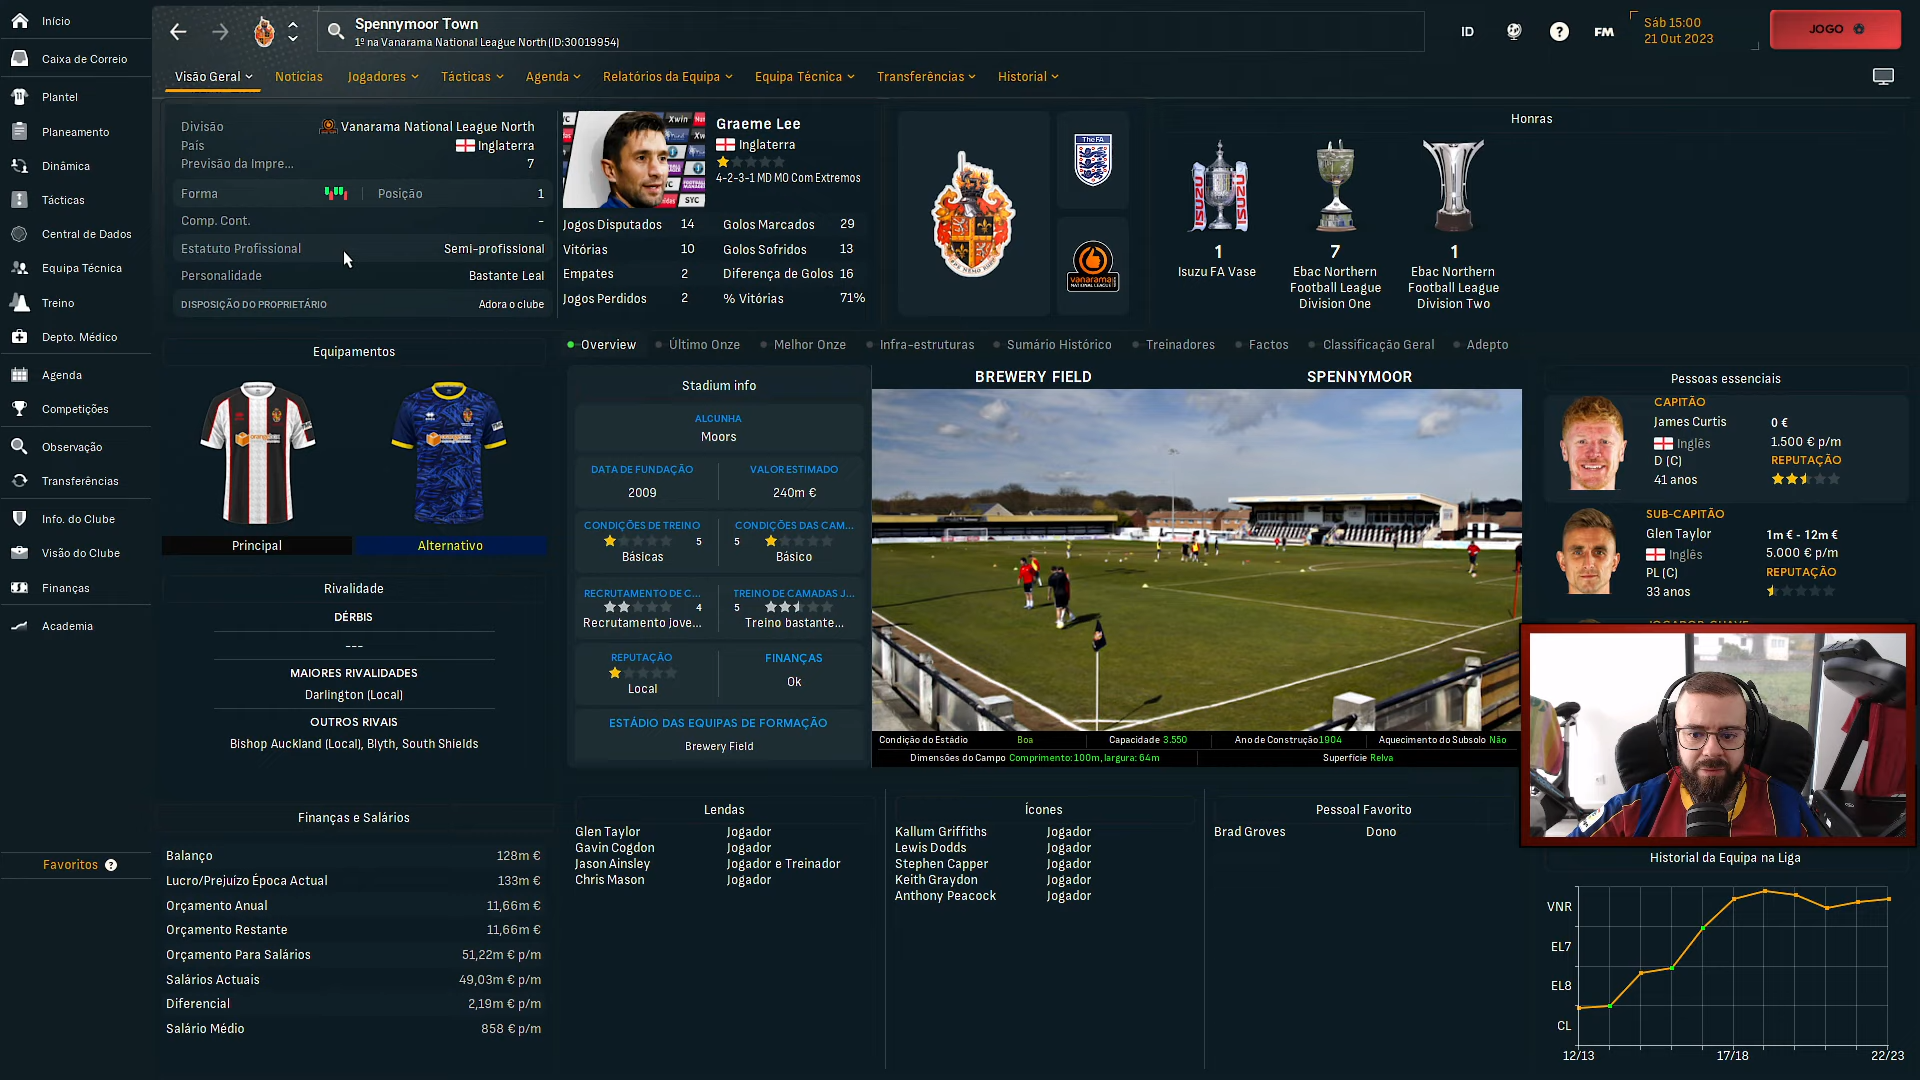 Início
Caixa de Correio
Plantel
Planeamento
Dinâmica
Tácticas
Central de Dados
Equipa Técnica
Treino
Depto. Médico
Agenda
Competições
Observação
Transferências
Info. do Clube
Visão do Clube
Finanças
Academia
Favoritos
Spennymoor Town
1º na Vanarama National League North (ID:30019954)
ID
FM
Sáb 15:00
21 Out 2023
JOGO
Visão Geral
Notícias
Jogadores
Tácticas
Agenda
Relatórios da Equipa
Equipa Técnica
Transferências
Historial
Divisão Vanarama National League North
País Inglaterra
Previsão da Impre... 7
Forma Posição 1
Comp. Cont. -
Estatuto Profissional Semi-profissional
Personalidade Bastante Leal
DISPOSIÇÃO DO PROPRIETÁRIO Adora o clube
Graeme Lee
Inglaterra
4-2-3-1 MD MO Com Extremos
Jogos Disputados 14 Golos Marcados 29
Vitórias 10 Golos Sofridos 13
Empates 2 Diferença de Golos 16
Jogos Perdidos 2 % Vitórias 71%
Honras
1
Isuzu FA Vase
7
Ebac Northern
Football League
Division One
1
Ebac Northern
Football League
Division Two
Equipamentos
Principal
Alternativo
Rivalidade
DÉRBIS
---
MAIORES RIVALIDADES
Darlington (Local)
OUTROS RIVAIS
Bishop Auckland (Local), Blyth, South Shields
Finanças e Salários
Balanço 128m €
Lucro/Prejuízo Época Actual 133m €
Orçamento Anual 11,66m €
Orçamento Restante 11,66m €
Orçamento Para Salários 51,22m € p/m
Salários Actuais 49,03m € p/m
Diferencial 2,19m € p/m
Salário Médio 858 € p/m
Overview
Último Onze
Melhor Onze
Infra-estruturas
Sumário Histórico
Treinadores
Factos
Classificação Geral
Adepto
Stadium info
ALCUNHA
Moors
DATA DE FUNDAÇÃO VALOR ESTIMADO
2009 240m €
CONDIÇÕES DE TREINO CONDIÇÕES DAS CAM...
5 5
Básicas Básico
RECRUTAMENTO DE C... TREINO DE CAMADAS J...
4 5
Recrutamento jove... Treino bastante...
REPUTAÇÃO FINANÇAS
Local Ok
ESTÁDIO DAS EQUIPAS DE FORMAÇÃO
Brewery Field
BREWERY FIELD
SPENNYMOOR
Condição do Estádio Boa Capacidade 3.550 Ano de Construção 1904 Aquecimento do Subsolo Não
Dimensões do Campo Comprimento: 100m, largura: 64m Superfície Relva
Pessoas essenciais
CAPITÃO
James Curtis 0 €
Inglês 1.500 € p/m
D (C) REPUTAÇÃO
41 anos
SUB-CAPITÃO
Glen Taylor 1m € - 12m €
Inglês 5.000 € p/m
PL (C) REPUTAÇÃO
33 anos
Lendas
Glen Taylor Jogador
Gavin Cogdon Jogador
Jason Ainsley Jogador e Treinador
Chris Mason Jogador
Ícones
Kallum Griffiths Jogador
Lewis Dodds Jogador
Stephen Capper Jogador
Keith Graydon Jogador
Anthony Peacock Jogador
Pessoal Favorito
Brad Groves Dono
Historial da Equipa na Liga
VNR
EL7
EL8
CL
12/13 17/18 22/23